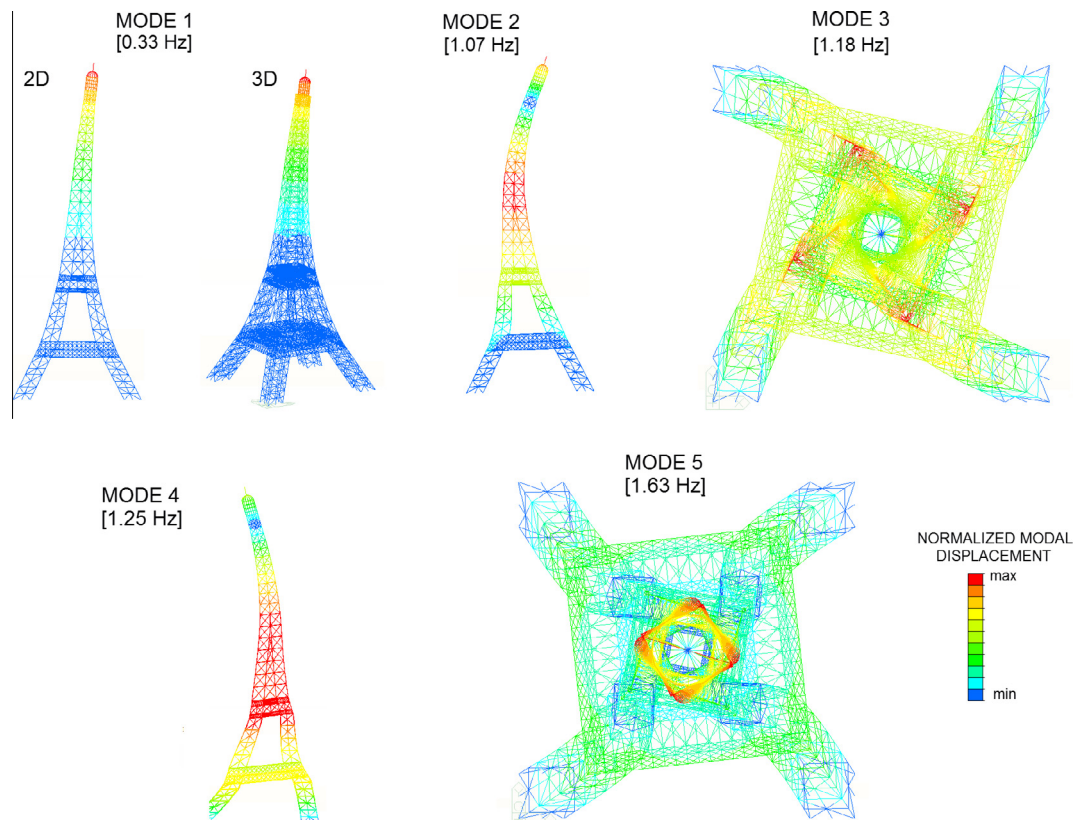 MODE 1
[0.33 Hz]
2D
3D
MODE 2
[1.07 Hz]
MODE 3
[1.18 Hz]
MODE 4
[1.25 Hz]
MODE 5
[1.63 Hz]
NORMALIZED MODAL
DISPLACEMENT
max
min